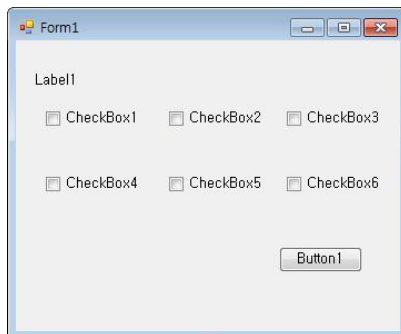 Form1
Label1
CheckBox1 CheckBox2 CheckBox3
CheckBox4 CheckBox5 CheckBox6
Button1